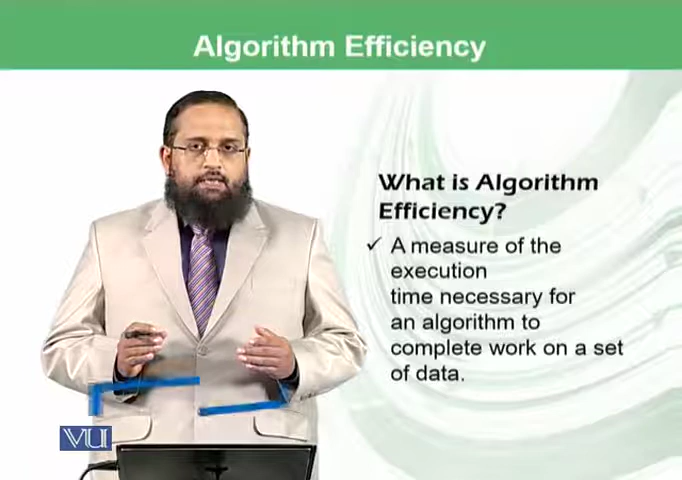 Algorithm Efficiency
What is Algorithm
Efficiency?
✓ A measure of the
execution
time necessary for
an algorithm to
complete work on a set
of data.
VU